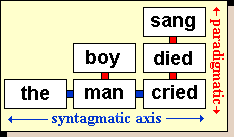 sang
boy died
the man cried
syntagmatic axis
paradigmatic